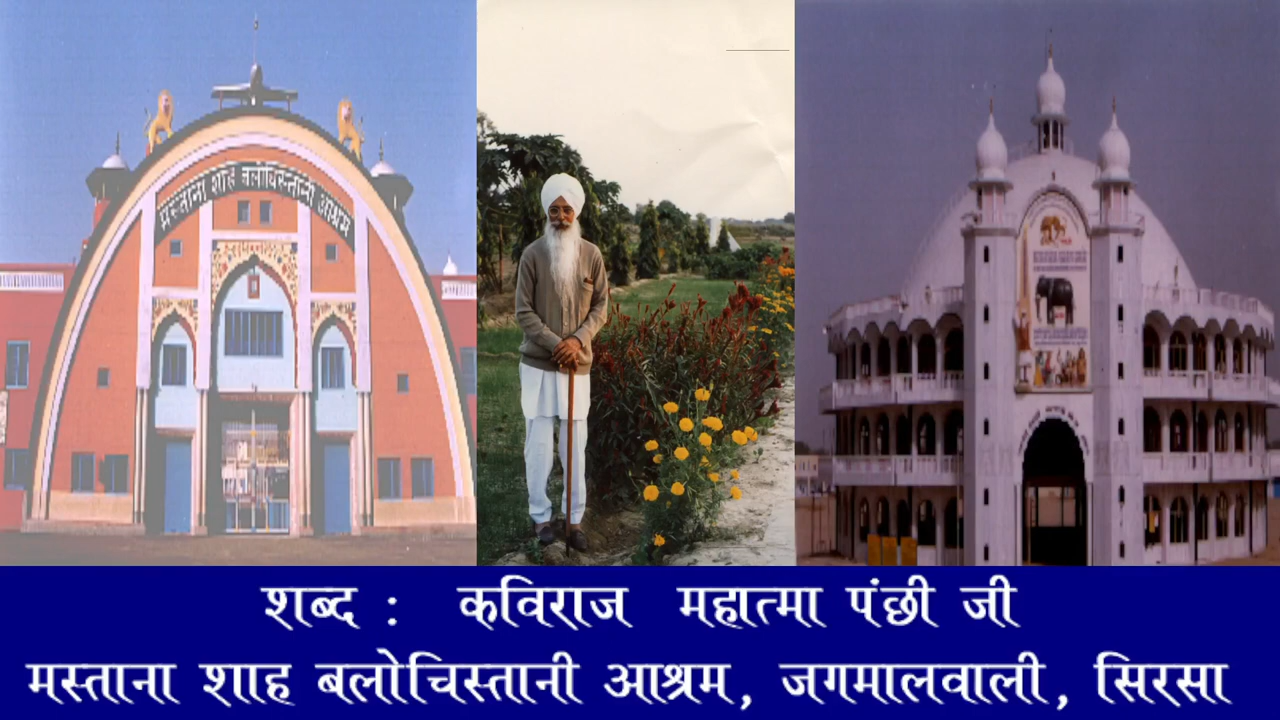 मस्ताना शाह बलोचिस्तानी आश्रम
शब्द : कविराज महात्मा पंछी जी
मस्ताना शाह बलोचिस्तानी आश्रम, जगमालवाली, सिरसा